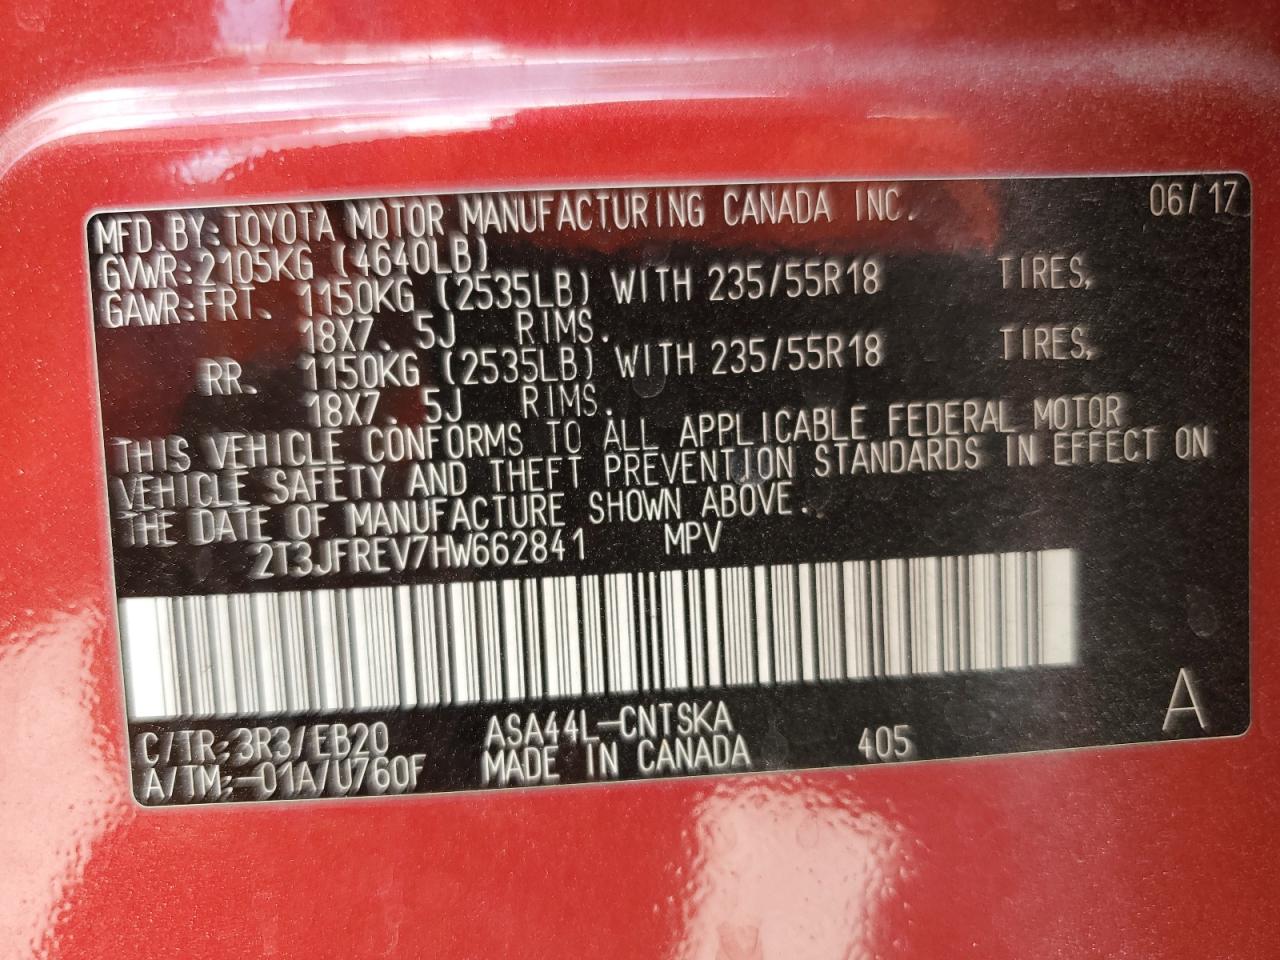 MFD. BY: TOYOTA MOTOR MANUFACTURING CANADA INC. 06/17
GVWR: 2105KG (4640LB)
GAWR: FRT. 1150KG (2535LB) WITH 235/55R18 TIRES,
18X7. 5J RIMS.
RR. 1150KG (2535LB) WITH 235/55R18 TIRES,
18X7. 5J RIMS.
THIS VEHICLE CONFORMS TO ALL APPLICABLE FEDERAL MOTOR
VEHICLE SAFETY AND THEFT PREVENTION STANDARDS IN EFFECT ON
THE DATE OF MANUFACTURE SHOWN ABOVE.
2T3JFREV7HW662841 MPV
C/TR: 3R3/EB20 ASA44L-CNTSKA 405 A
A/TM: -01A/U760F MADE IN CANADA